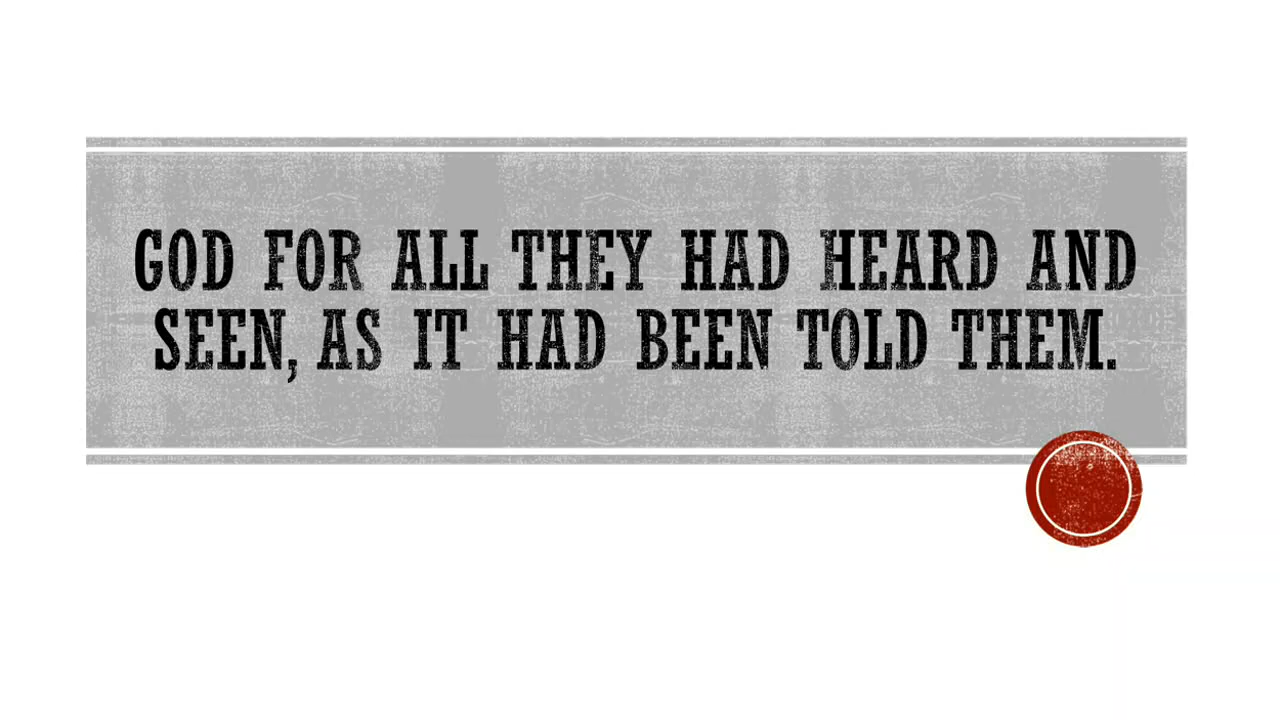 GOD FOR ALL THEY HAD HEARD AND
SEEN, AS IT HAD BEEN TOLD THEM.